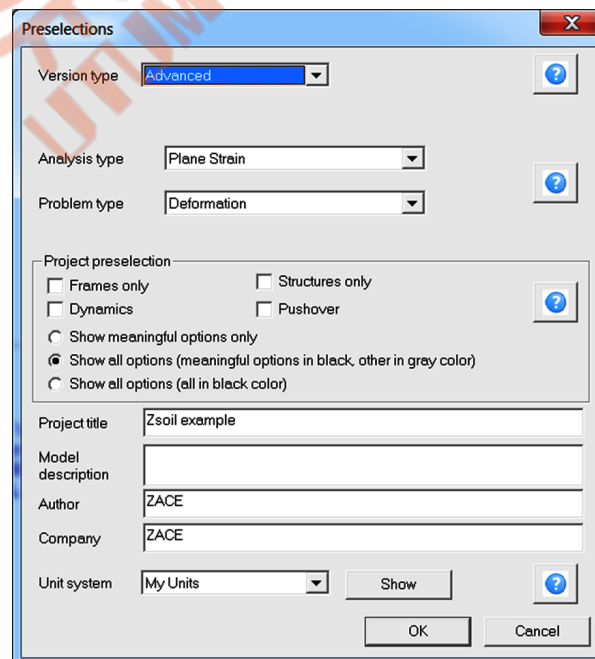 Preselections
Version type Advanced
Analysis type Plane Strain
Problem type Deformation
Project preselection
Frames only Structures only
Dynamics Pushover
Show meaningful options only
Show all options (meaningful options in black, other in gray color)
Show all options (all in black color)
Project title Zsoil example
Model
description
Author ZACE
Company ZACE
Unit system My Units Show
OK Cancel